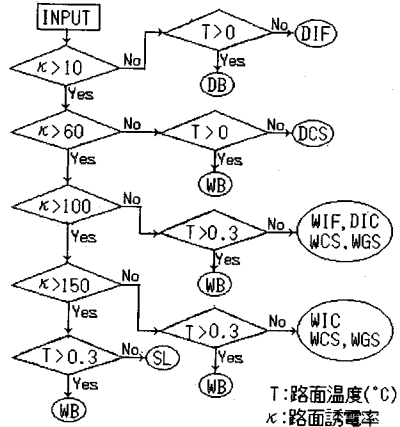 INPUT
κ>10
No
T>0
No
DIF
Yes
DB
Yes
κ>60
No
T>0
No
DCS
Yes
WB
Yes
κ>100
No
T>0.3
No
WIF,DIC
WCS,WGS
Yes
WB
Yes
κ>150
No
T>0.3
No
WIC
WCS,WGS
Yes
WB
Yes
T>0.3
No
SL
Yes
WB
T:路面温度(°C)
κ:路面誘電率